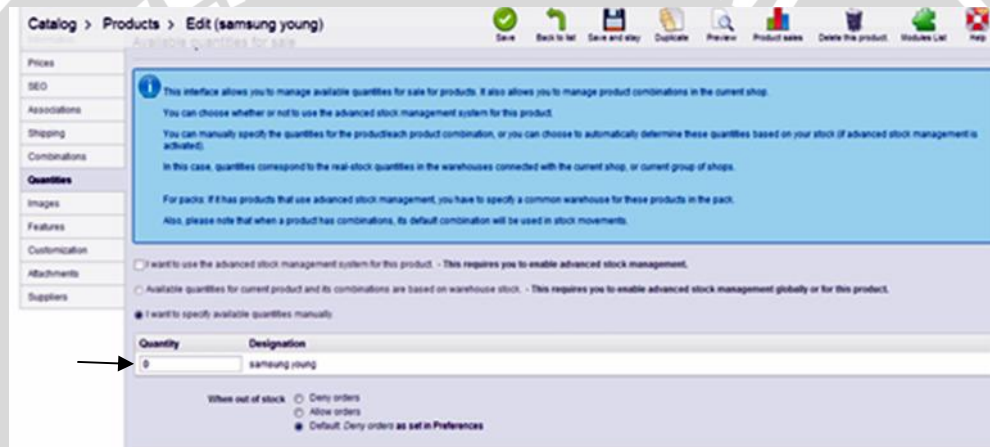 Catalog > Products > Edit (samsung young)
Save Back to list Save and stay Duplicate Preview Product sales Delete this product. Modules List Help
Available quantities for sale
Information
Prices
SEO
Associations
Shipping
Combinations
Quantities
Images
Features
Customization
Attachments
Suppliers
This interface allows you to manage available quantities for sale for products. It also allows you to manage product combinations in the current shop.
You can choose whether or not to use the advanced stock management system for this product.
You can manually specify the quantities for the product/each product combination, or you can choose to automatically determine these quantities based on your stock (if advanced stock management is
activated).
In this case, quantities correspond to the real-stock quantities in the warehouses connected with the current shop, or current group of shops.
For packs: If it has products that use advanced stock management, you have to specify a common warehouse for these products in the pack.
Also, please note that when a product has combinations, its default combination will be used in stock movements.
I want to use the advanced stock management system for this product. - This requires you to enable advanced stock management.
Available quantities for current product and its combinations are based on warehouse stock. - This requires you to enable advanced stock management globally or for this product.
I want to specify available quantities manually.
Quantity Designation
0 samsung young
When out of stock Deny orders
Allow orders
Default: Deny orders as set in Preferences